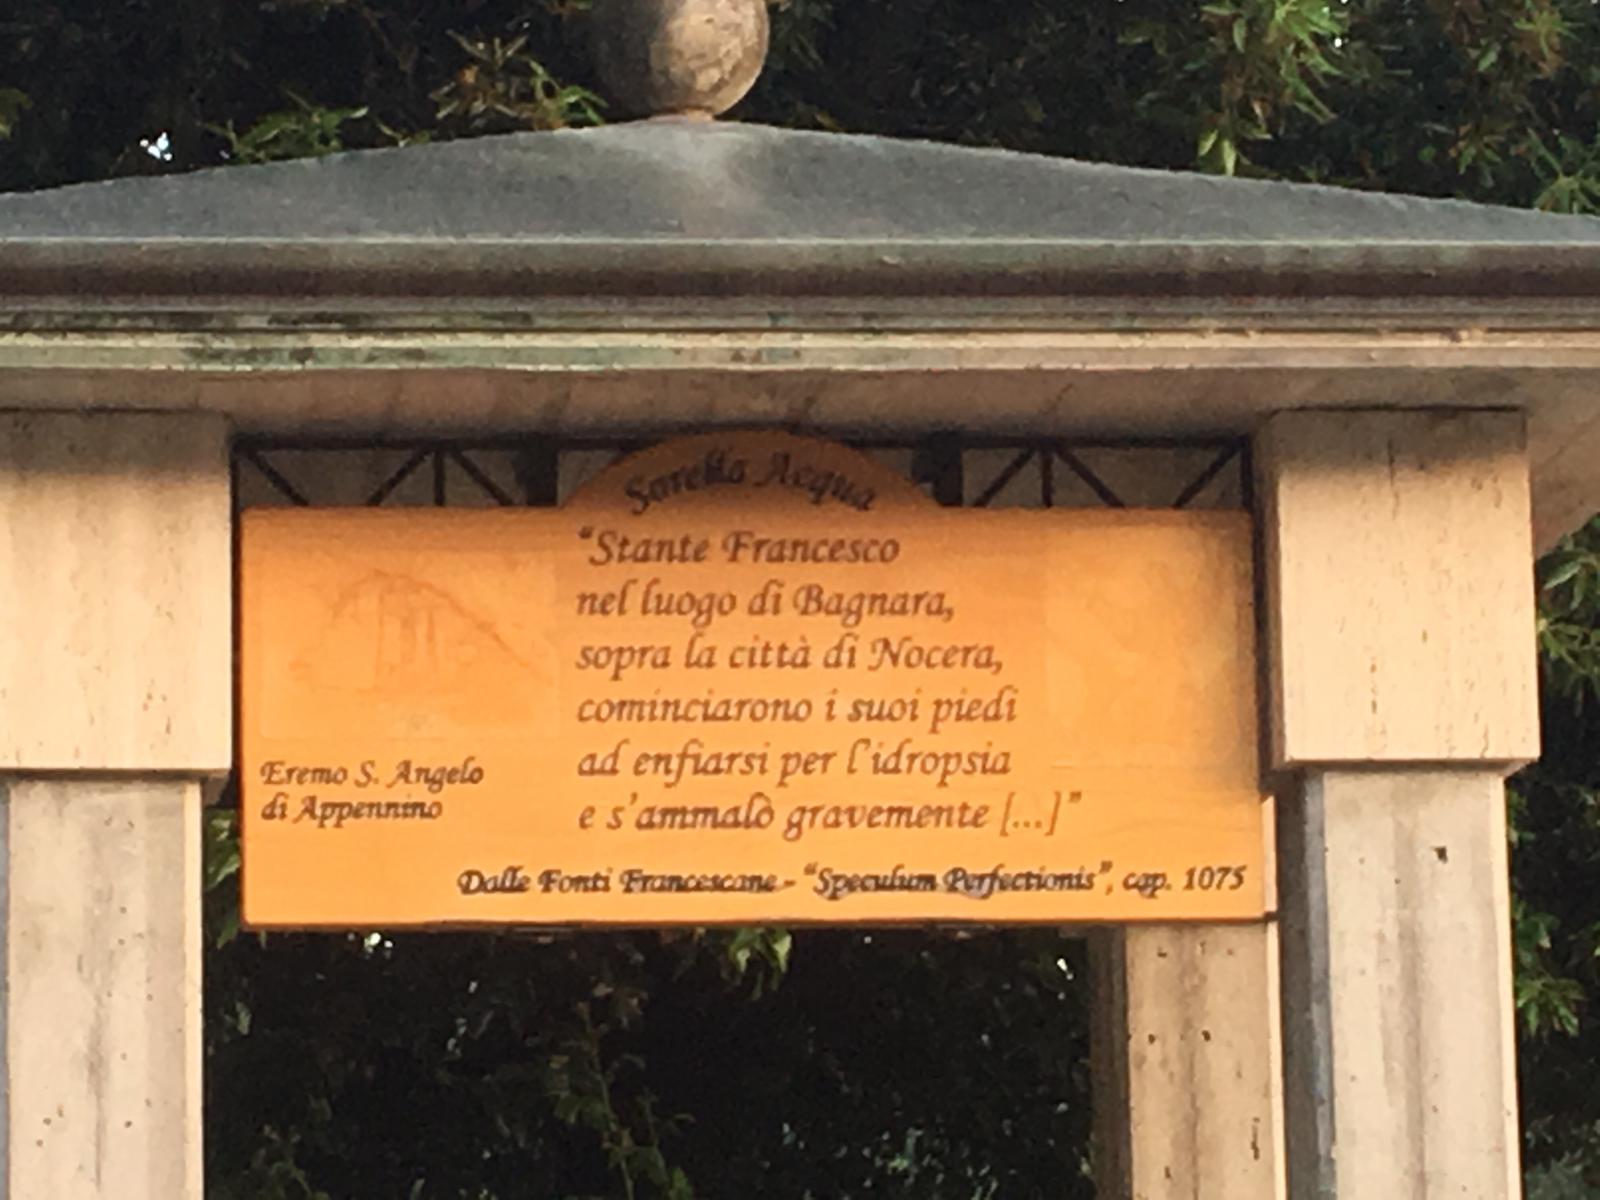 Sorella Acqua
"Stante Francesco
nel luogo di Bagnara,
sopra la città di Nocera,
cominciarono i suoi piedi
ad enfiarsi per l'idropsia
e s'ammalò gravemente [...]"
Eremo S. Angelo
di Appennino
Dalle Fonti Francescane - "Speculum Perfectionis", cap. 1075